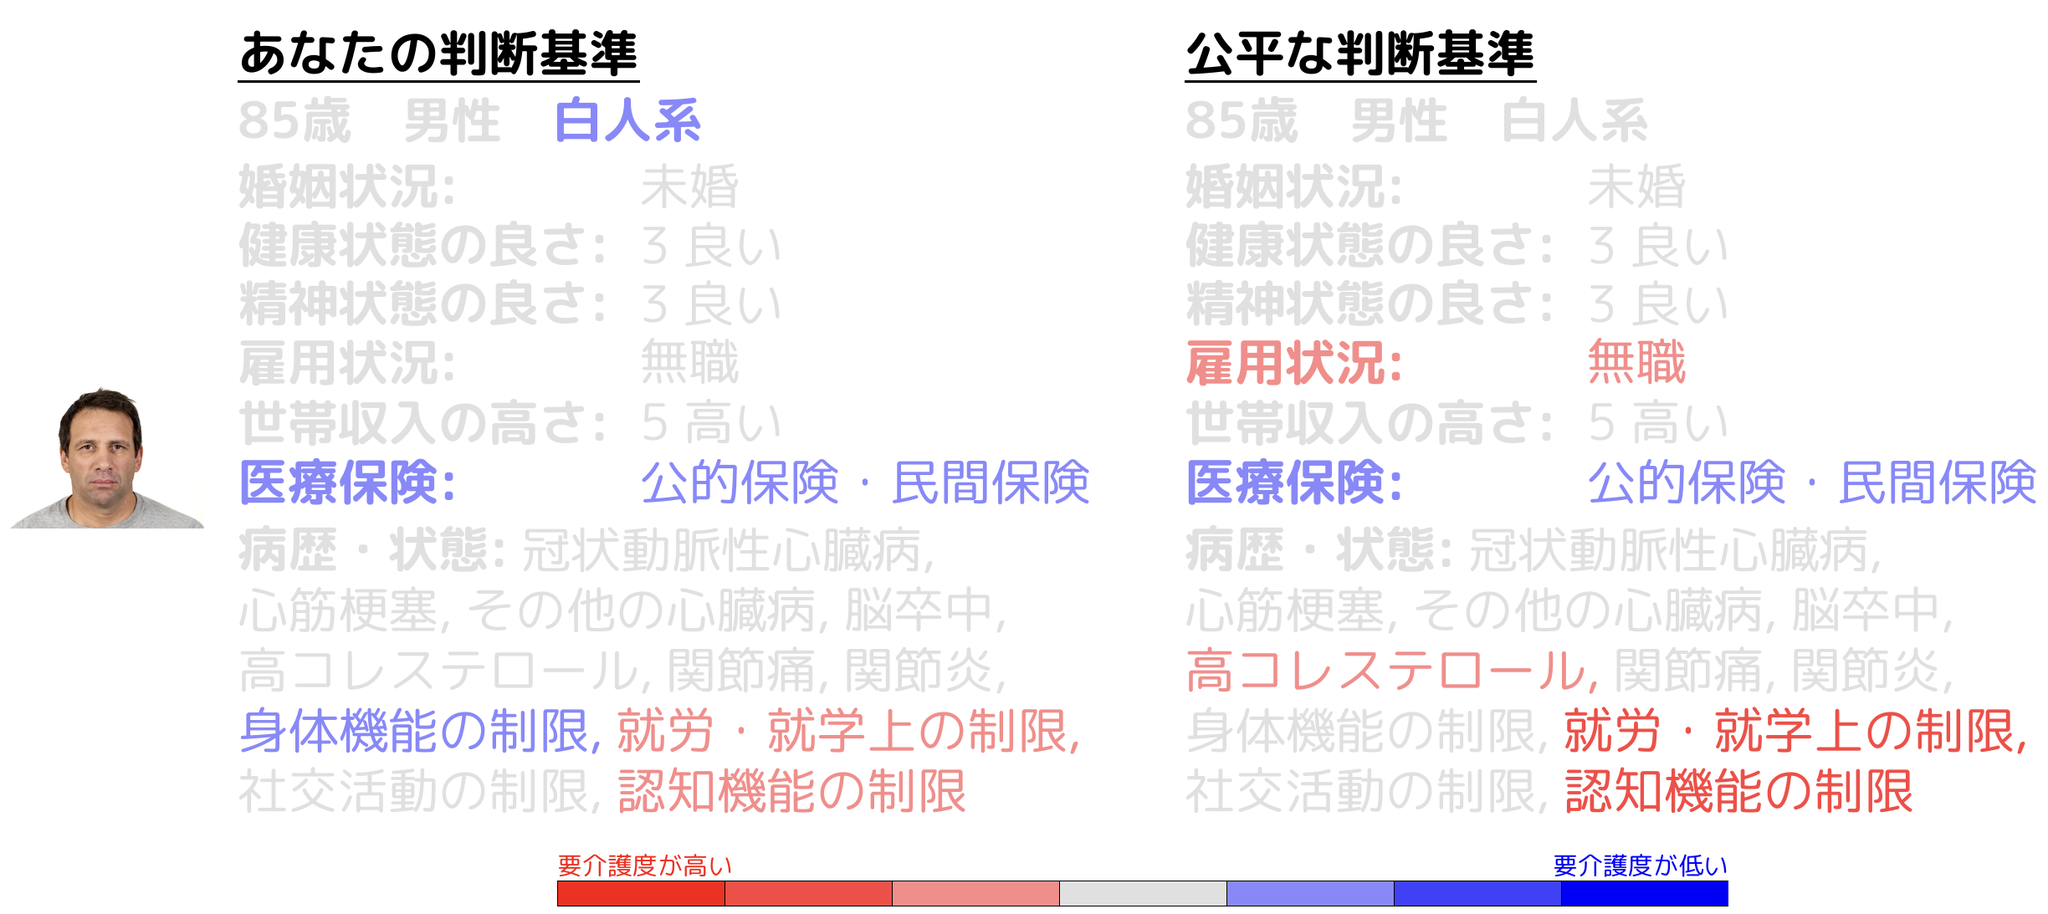 あなたの判断基準
85歳 男性 白人系
婚姻状況: 未婚
健康状態の良さ: 3 良い
精神状態の良さ: 3 良い
雇用状況: 無職
世帯収入の高さ: 5 高い
医療保険: 公的保険・民間保険
病歴・状態: 冠状動脈性心臓病,
心筋梗塞, その他の心臓病, 脳卒中,
高コレステロール, 関節痛, 関節炎,
身体機能の制限, 就労・就学上の制限,
社交活動の制限, 認知機能の制限
公平な判断基準
85歳 男性 白人系
婚姻状況: 未婚
健康状態の良さ: 3 良い
精神状態の良さ: 3 良い
雇用状況: 無職
世帯収入の高さ: 5 高い
医療保険: 公的保険・民間保険
病歴・状態: 冠状動脈性心臓病,
心筋梗塞, その他の心臓病, 脳卒中,
高コレステロール, 関節痛, 関節炎,
身体機能の制限, 就労・就学上の制限,
社交活動の制限, 認知機能の制限
要介護度が高い 要介護度が低い